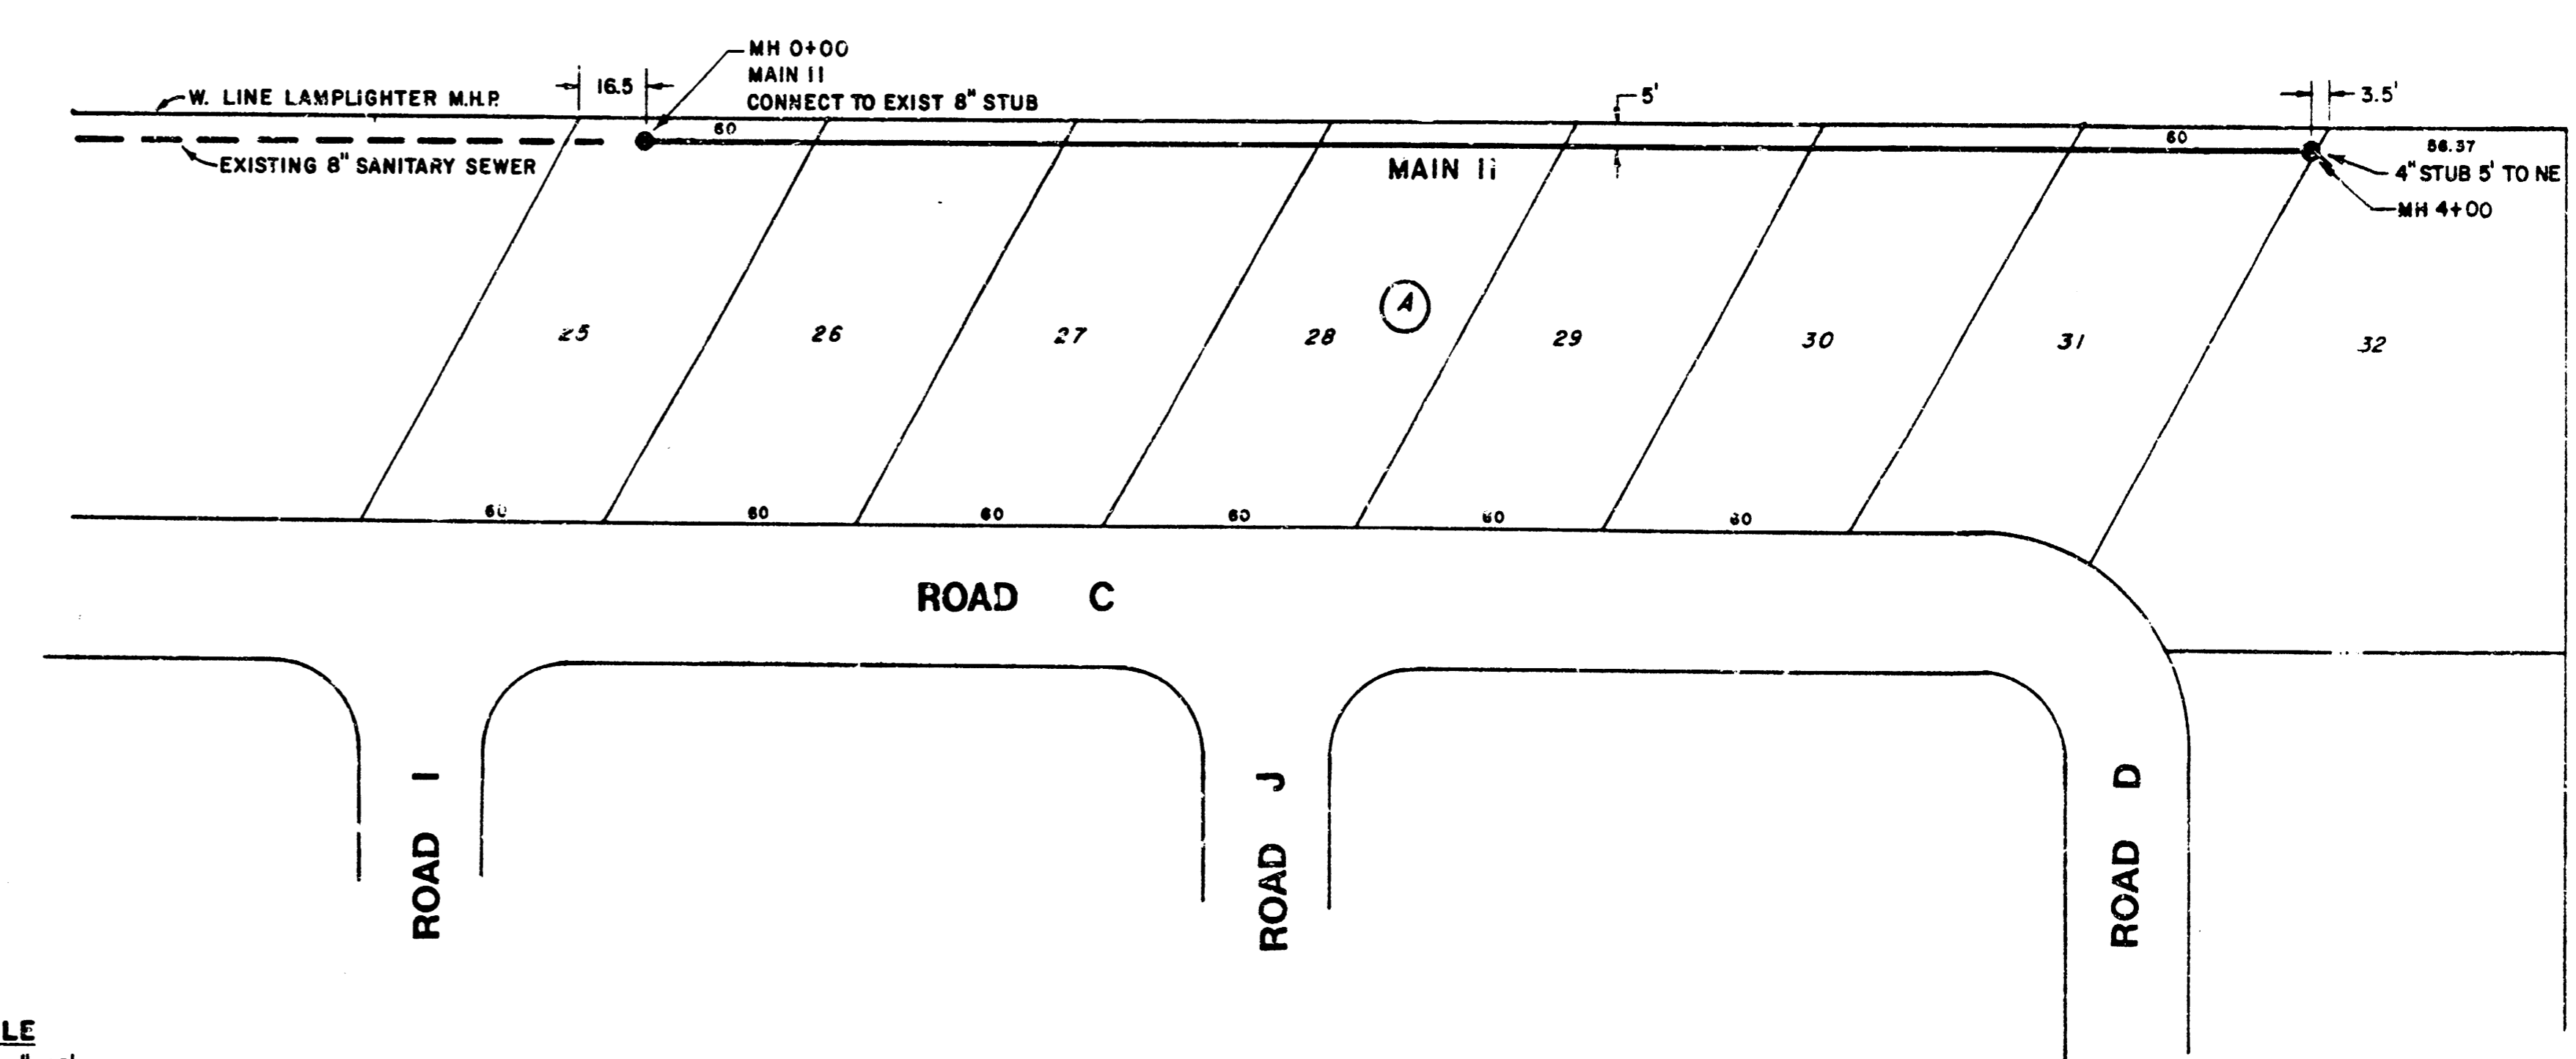 MH 0+00
MAIN 11
CONNECT TO EXIST 8" STUB
16.5
W. LINE LAMPLIGHTER M.H.P.
5'
3.5'
60
60
56.37
EXISTING 8" SANITARY SEWER
MAIN 11
4" STUB 5' TO NE
MH 4+00
A
25
26
27
28
29
30
31
32
60
60
60
60
60
60
ROAD C
ROAD I
ROAD J
ROAD D
LE